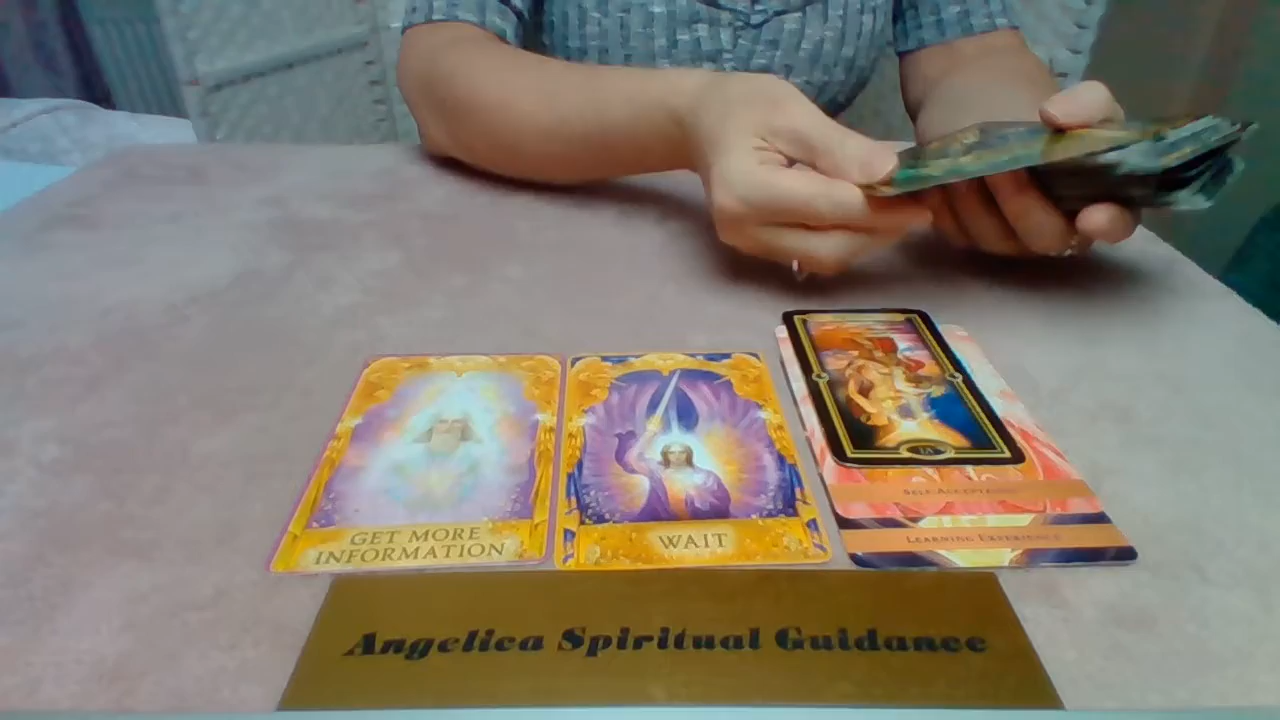 GET MORE
INFORMATION
WAIT
SELF-ACCEPTANCE
LEARNING EXPERIENCE
Angelica Spiritual Guidance